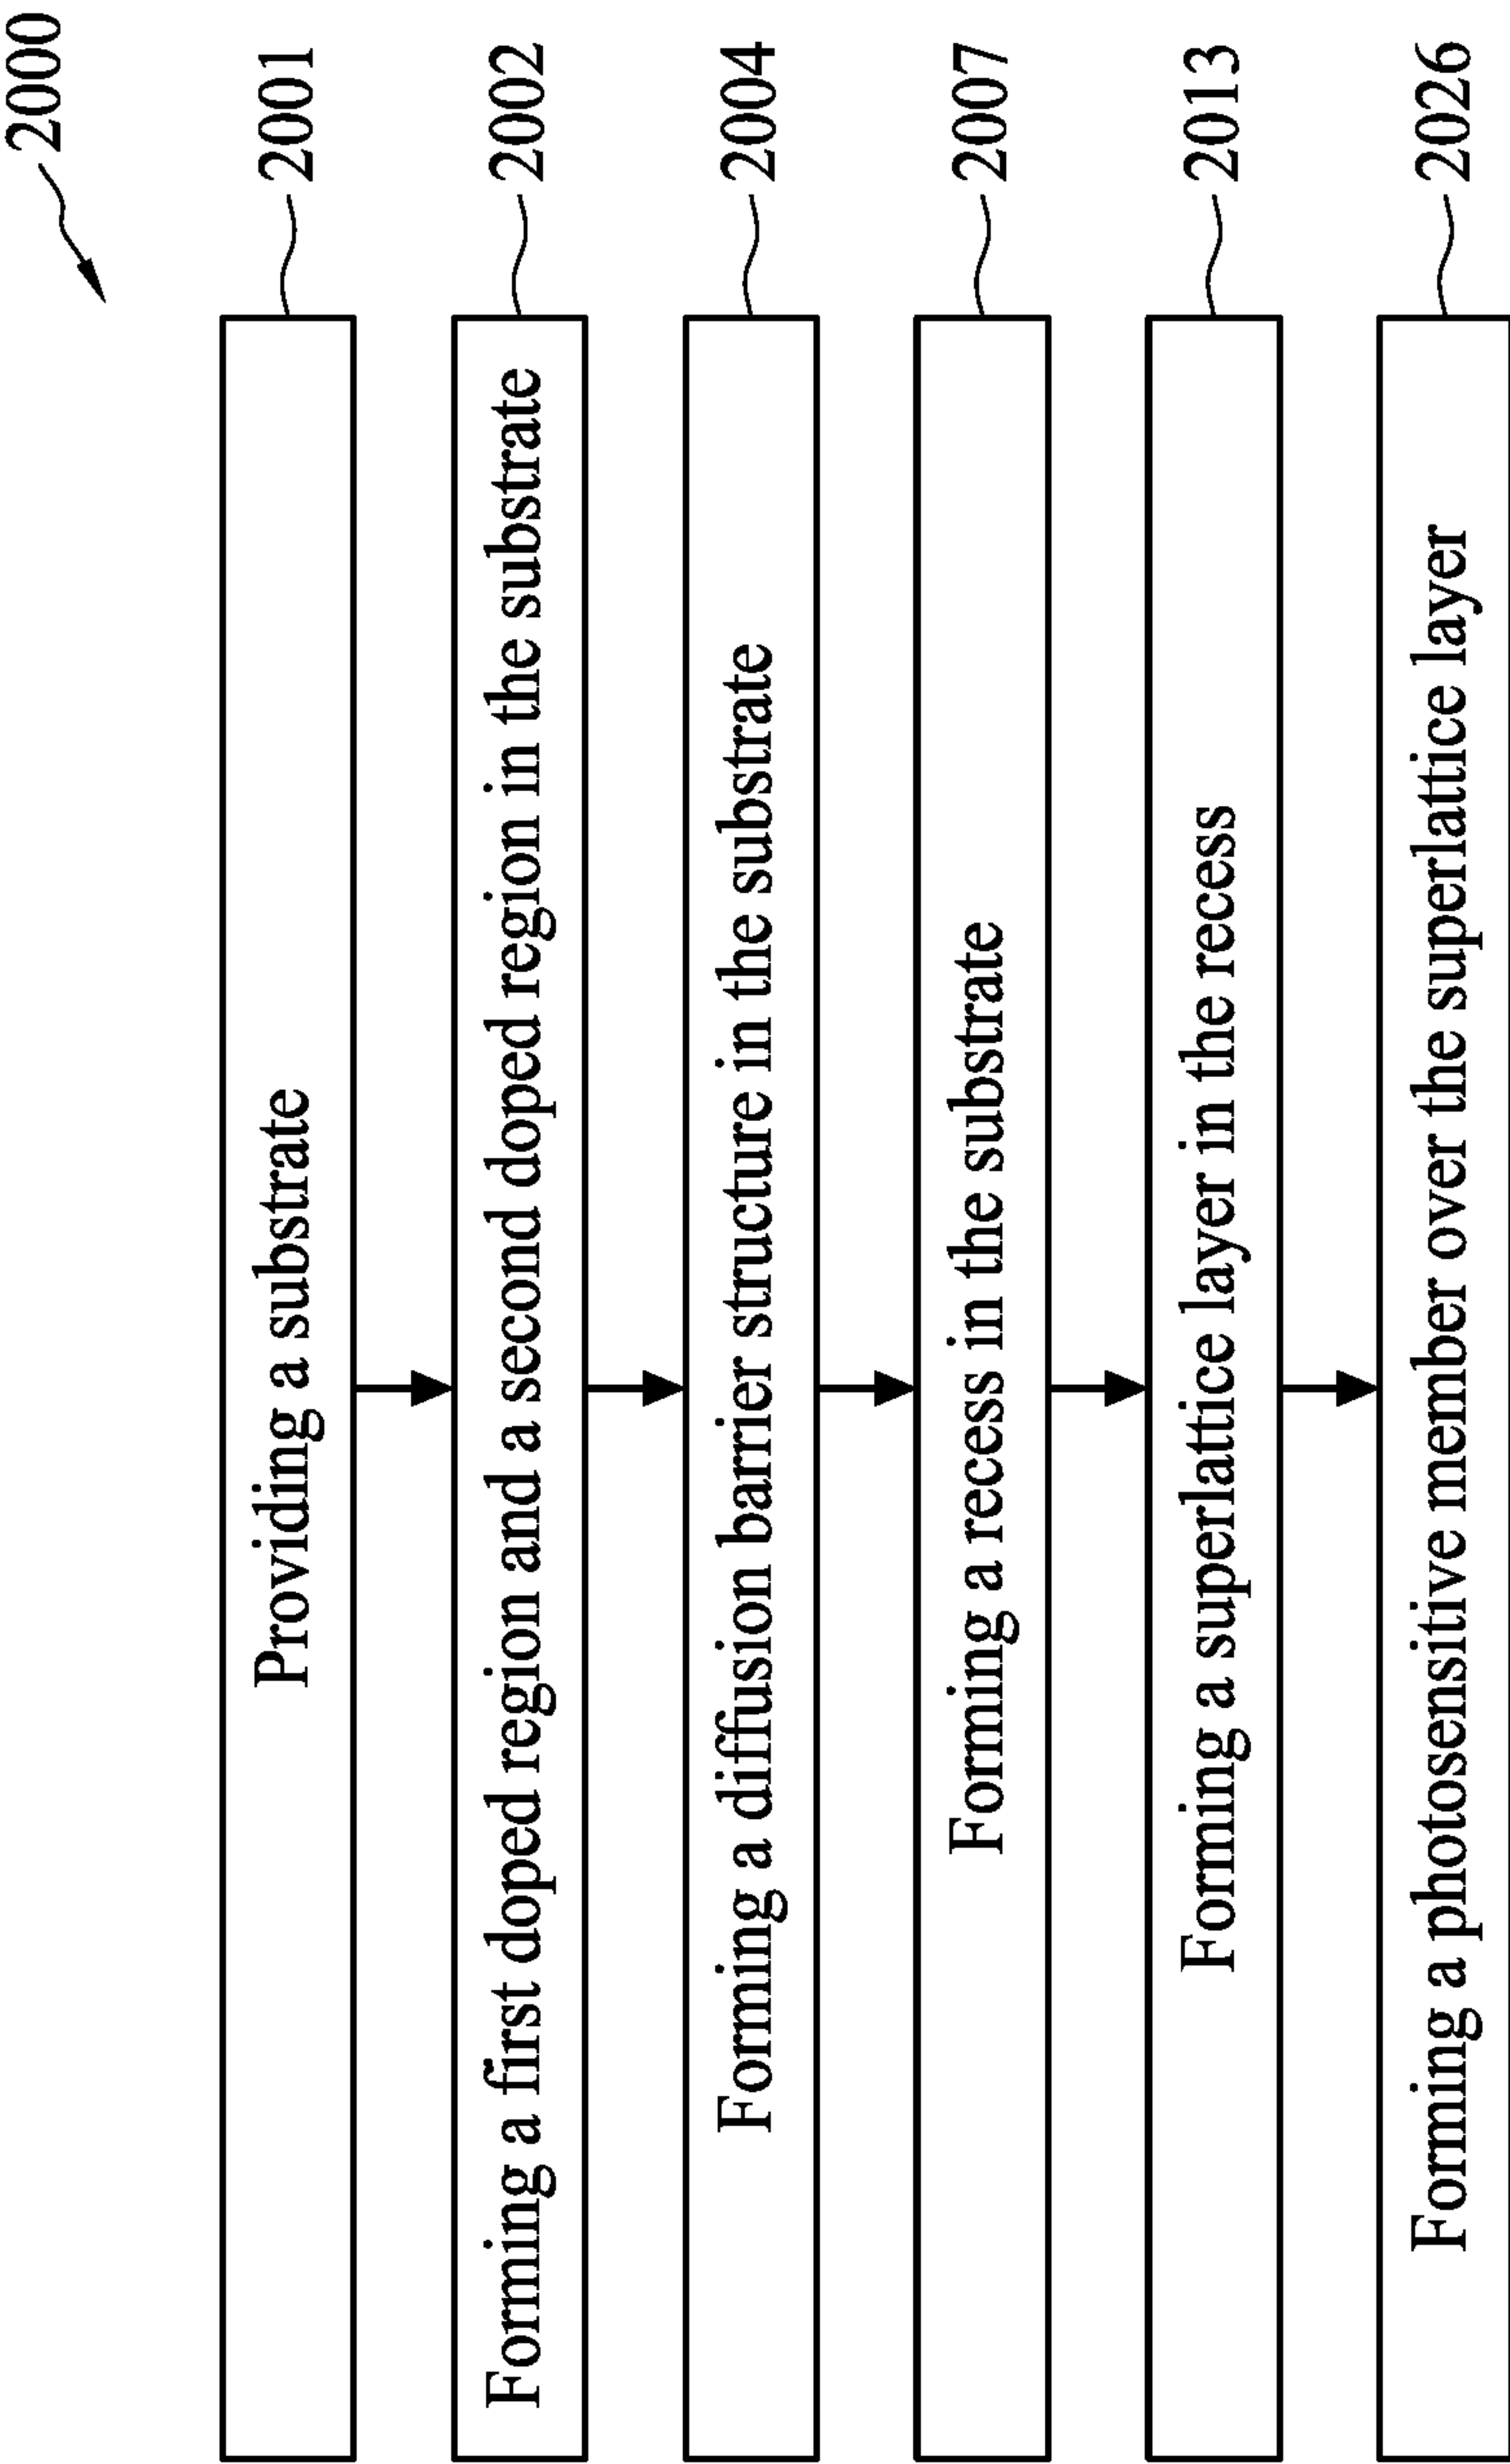 2000
Providing a substrate
2001
Forming a first doped region and a second doped region in the substrate
2002
Forming a diffusion barrier structure in the substrate
2004
Forming a recess in the substrate
2007
Forming a superlattice layer in the recess
2013
Forming a photosensitive member over the superlattice layer
2026